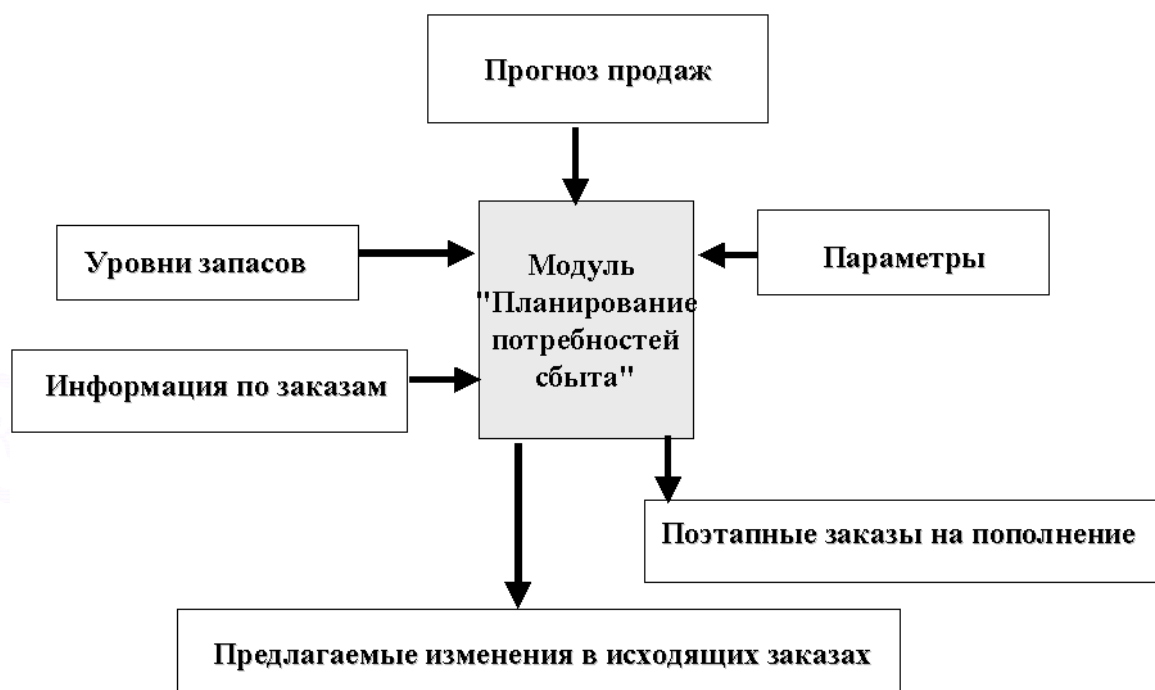 Прогноз продаж
Уровни запасов
Модуль
"Планирование
потребностей
сбыта"
Параметры
Информация по заказам
Поэтапные заказы на пополнение
Предлагаемые изменения в исходящих заказах